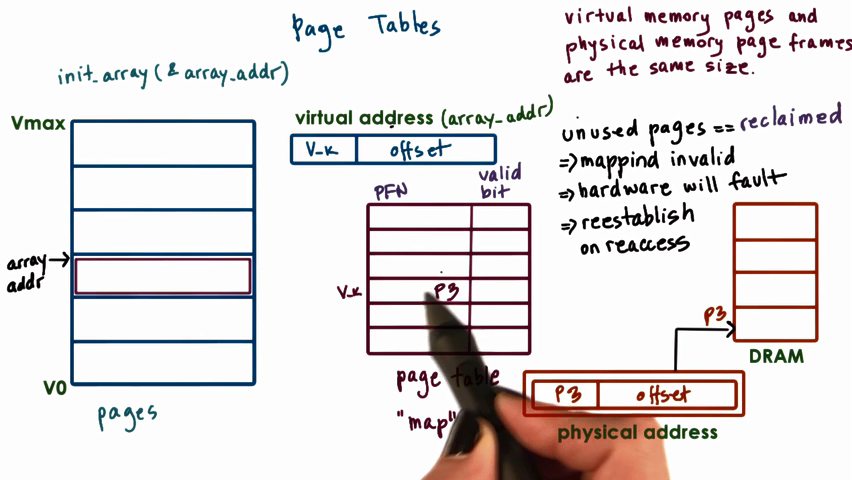 Page Tables
virtual memory pages and
physical memory page frames
are the same size.
init_array(& array_addr)
Vmax
array
addr
V0
pages
virtual address (array_addr)
V_k
offset
PFN
valid
bit
V_k
P3
page table
"map"
unused pages == reclaimed
=> mappind invalid
=> hardware will fault
=> reestablish
on reaccess
P3
DRAM
P3
offset
physical address